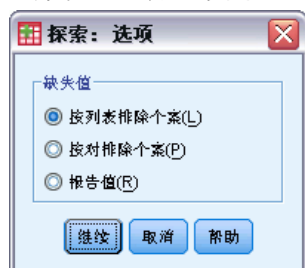 探索：选项
缺失值
按列表排除个案(L)
按对排除个案(P)
报告值(R)
继续 取消 帮助